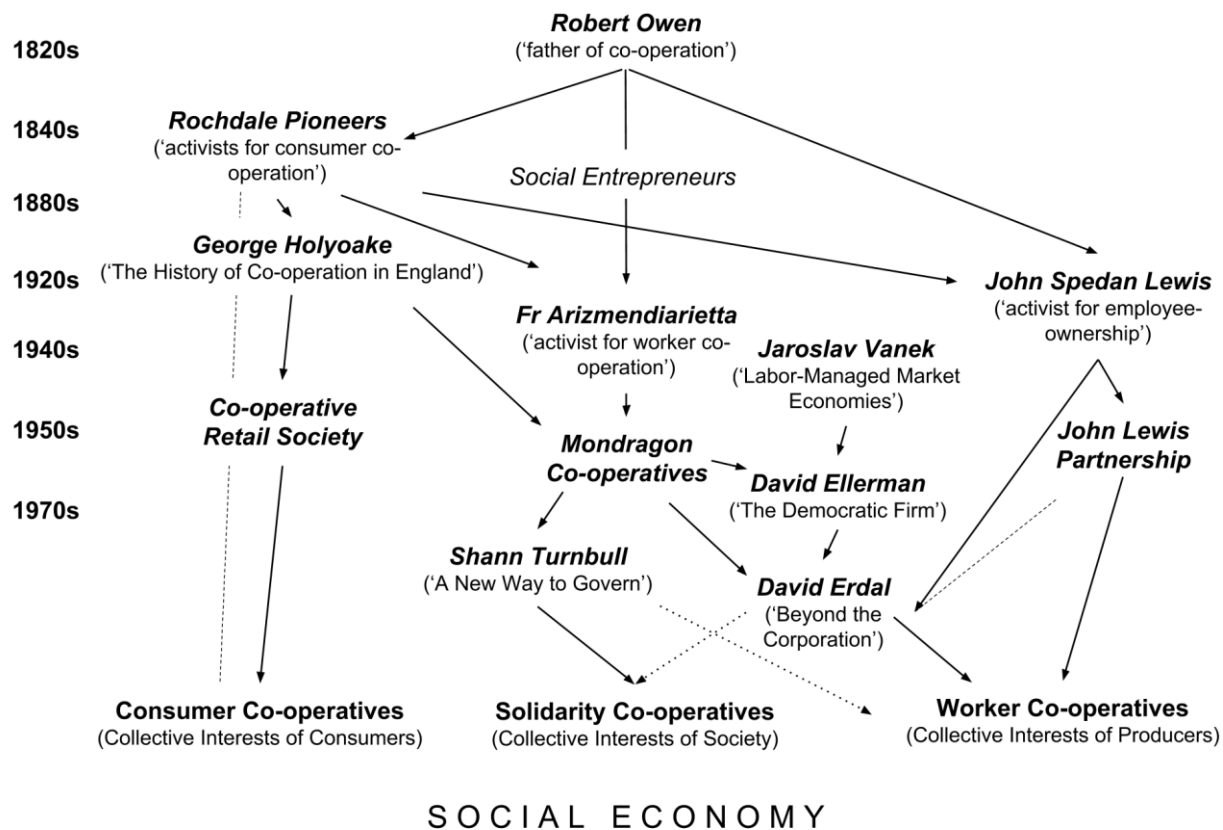 Robert Owen
1820s
('father of co-operation')
Rochdale Pioneers
1840s
('activists for consumer co-
operation')
Social Entrepreneurs
1880s
George Holyoake
('The History of Co-operation in England')
1920s
John Spedan Lewis
('activist for employee-
ownership')
Fr Arizmendiarietta
('activist for worker co-
operation')
1940s
Jaroslav Vanek
('Labor-Managed Market
Economies')
Co-operative
Retail Society
1950s
Mondragon
Co-operatives
John Lewis
Partnership
David Ellerman
('The Democratic Firm')
1970s
Shann Turnbull
('A New Way to Govern')
David Erdal
('Beyond the
Corporation')
Consumer Co-operatives
(Collective Interests of Consumers)
Solidarity Co-operatives
(Collective Interests of Society)
Worker Co-operatives
(Collective Interests of Producers)
SOCIAL ECONOMY